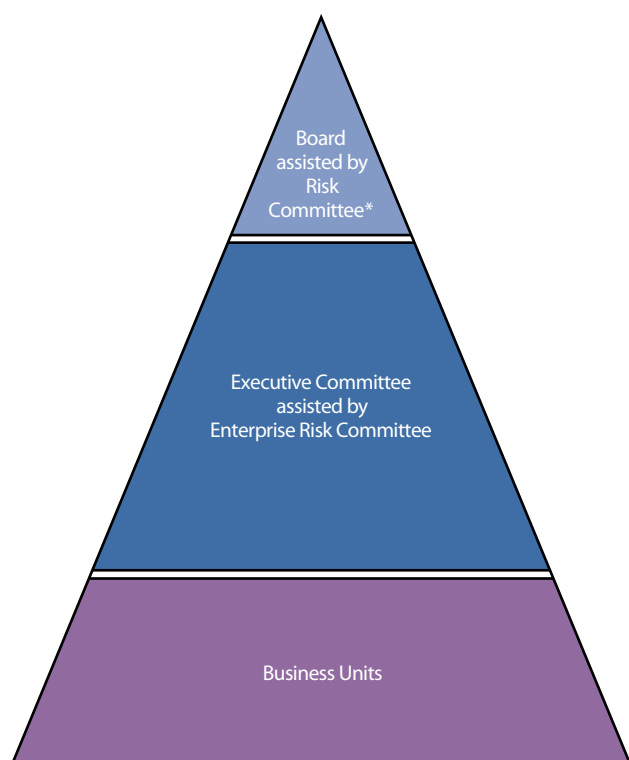 Board
assisted by
Risk
Committee*
Executive Committee
assisted by
Enterprise Risk Committee
Business Units